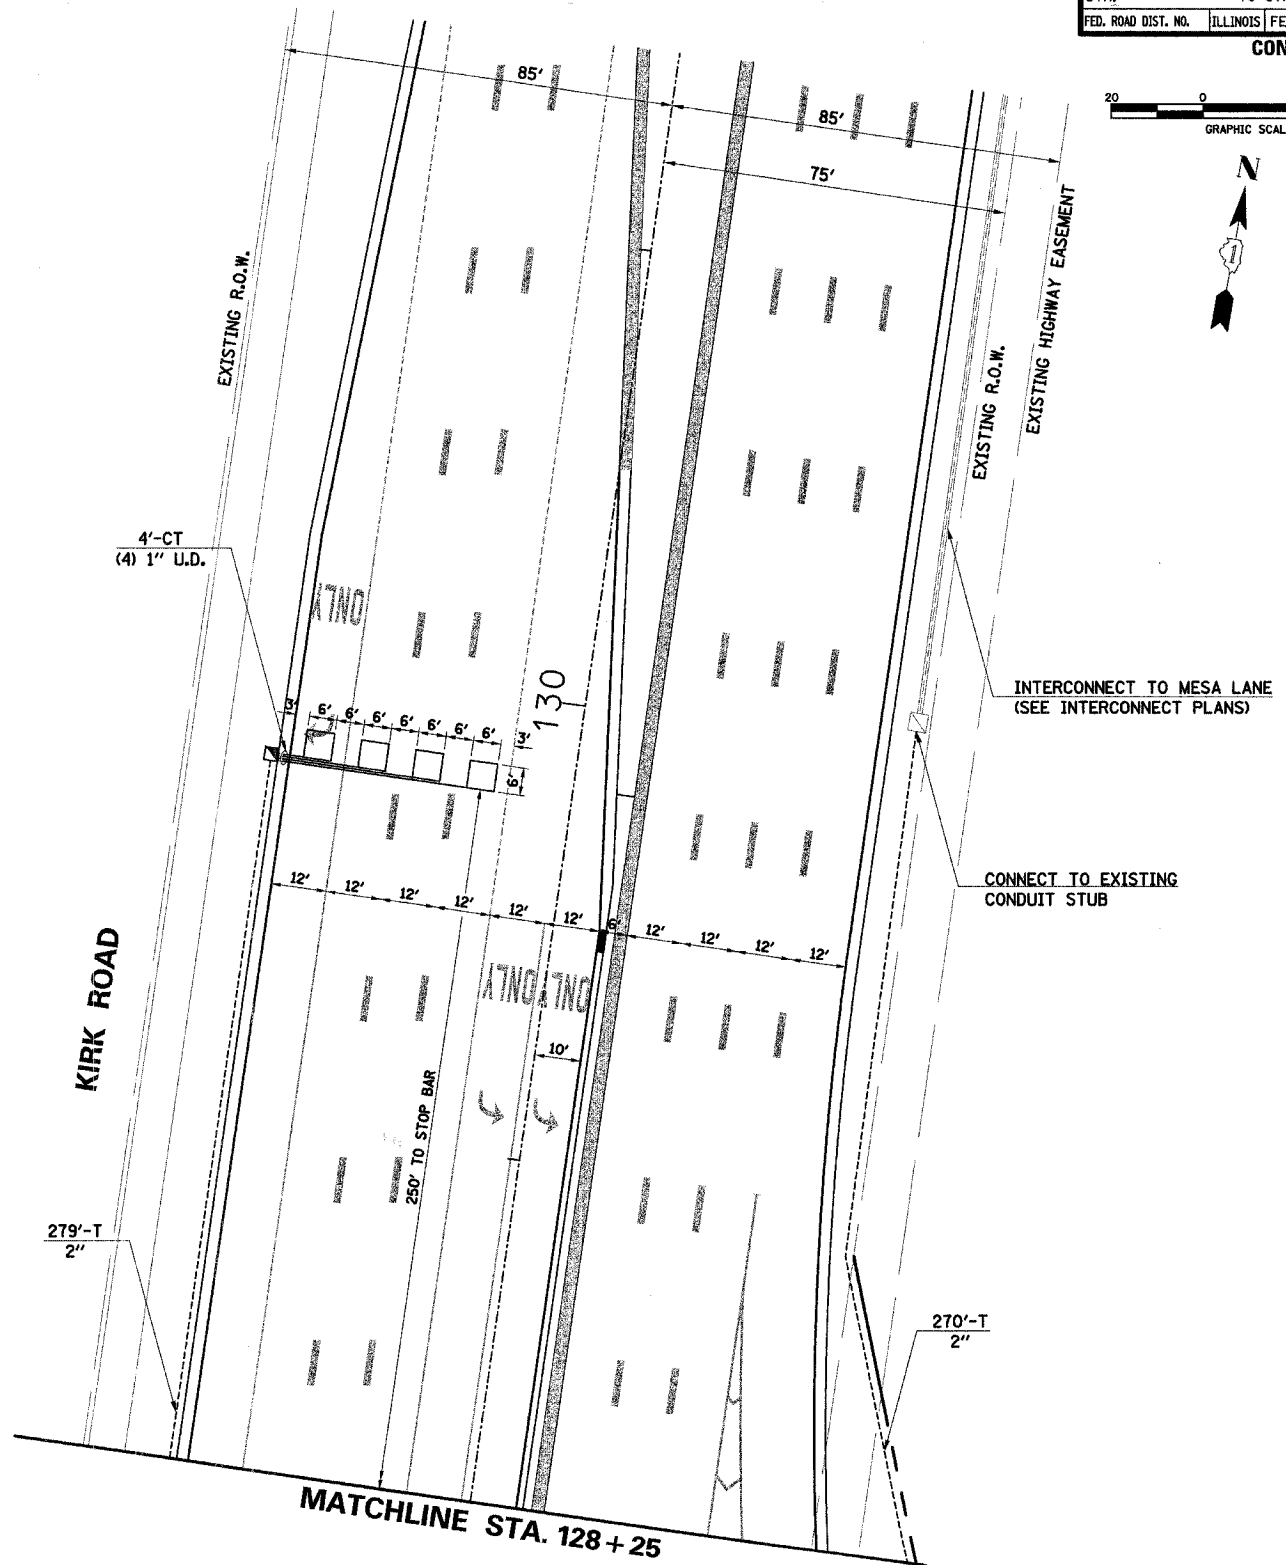 FED. ROAD DIST. NO. ILLINOIS
20 0
GRAPHIC SCAL
N
85'
85'
75'
EXISTING R.O.W.
EXISTING HIGHWAY EASEMENT
EXISTING R.O.W.
4'-CT
(4) 1" U.D.
ONLY
130
3' 6' 6' 6' 6' 6' 6' 6' 3'
6'
INTERCONNECT TO MESA LANE
(SEE INTERCONNECT PLANS)
CONNECT TO EXISTING
CONDUIT STUB
12' 12' 12' 12' 12' 12' 6' 12' 12' 12' 12'
ONLY ONLY
10'
KIRK ROAD
250' TO STOP BAR
279'-T
2"
270'-T
2"
MATCHLINE STA. 128+25